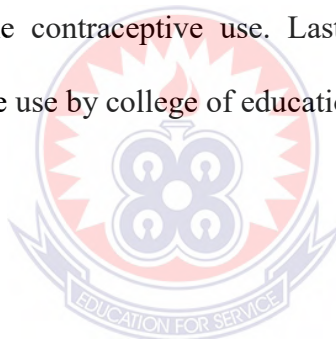 e contraceptive use. Last
e use by college of educatio
EDUCATION FOR SERVICE